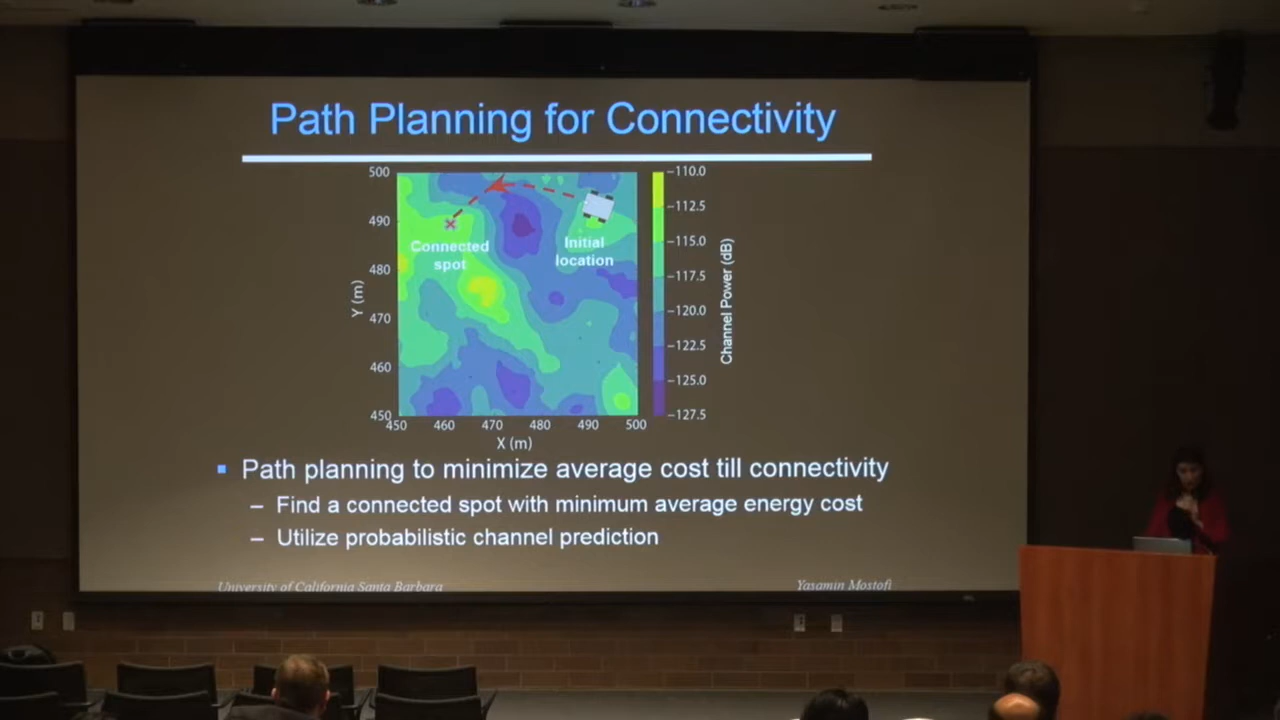 Path Planning for Connectivity
500
490
480
470
460
450
Y (m)
450 460 470 480 490 500
X (m)
Connected
spot
Initial
location
−110.0
−112.5
−115.0
−117.5
−120.0
−122.5
−125.0
−127.5
Channel Power (dB)
▪ Path planning to minimize average cost till connectivity
– Find a connected spot with minimum average energy cost
– Utilize probabilistic channel prediction
University of California Santa Barbara
Yasamin Mostofi